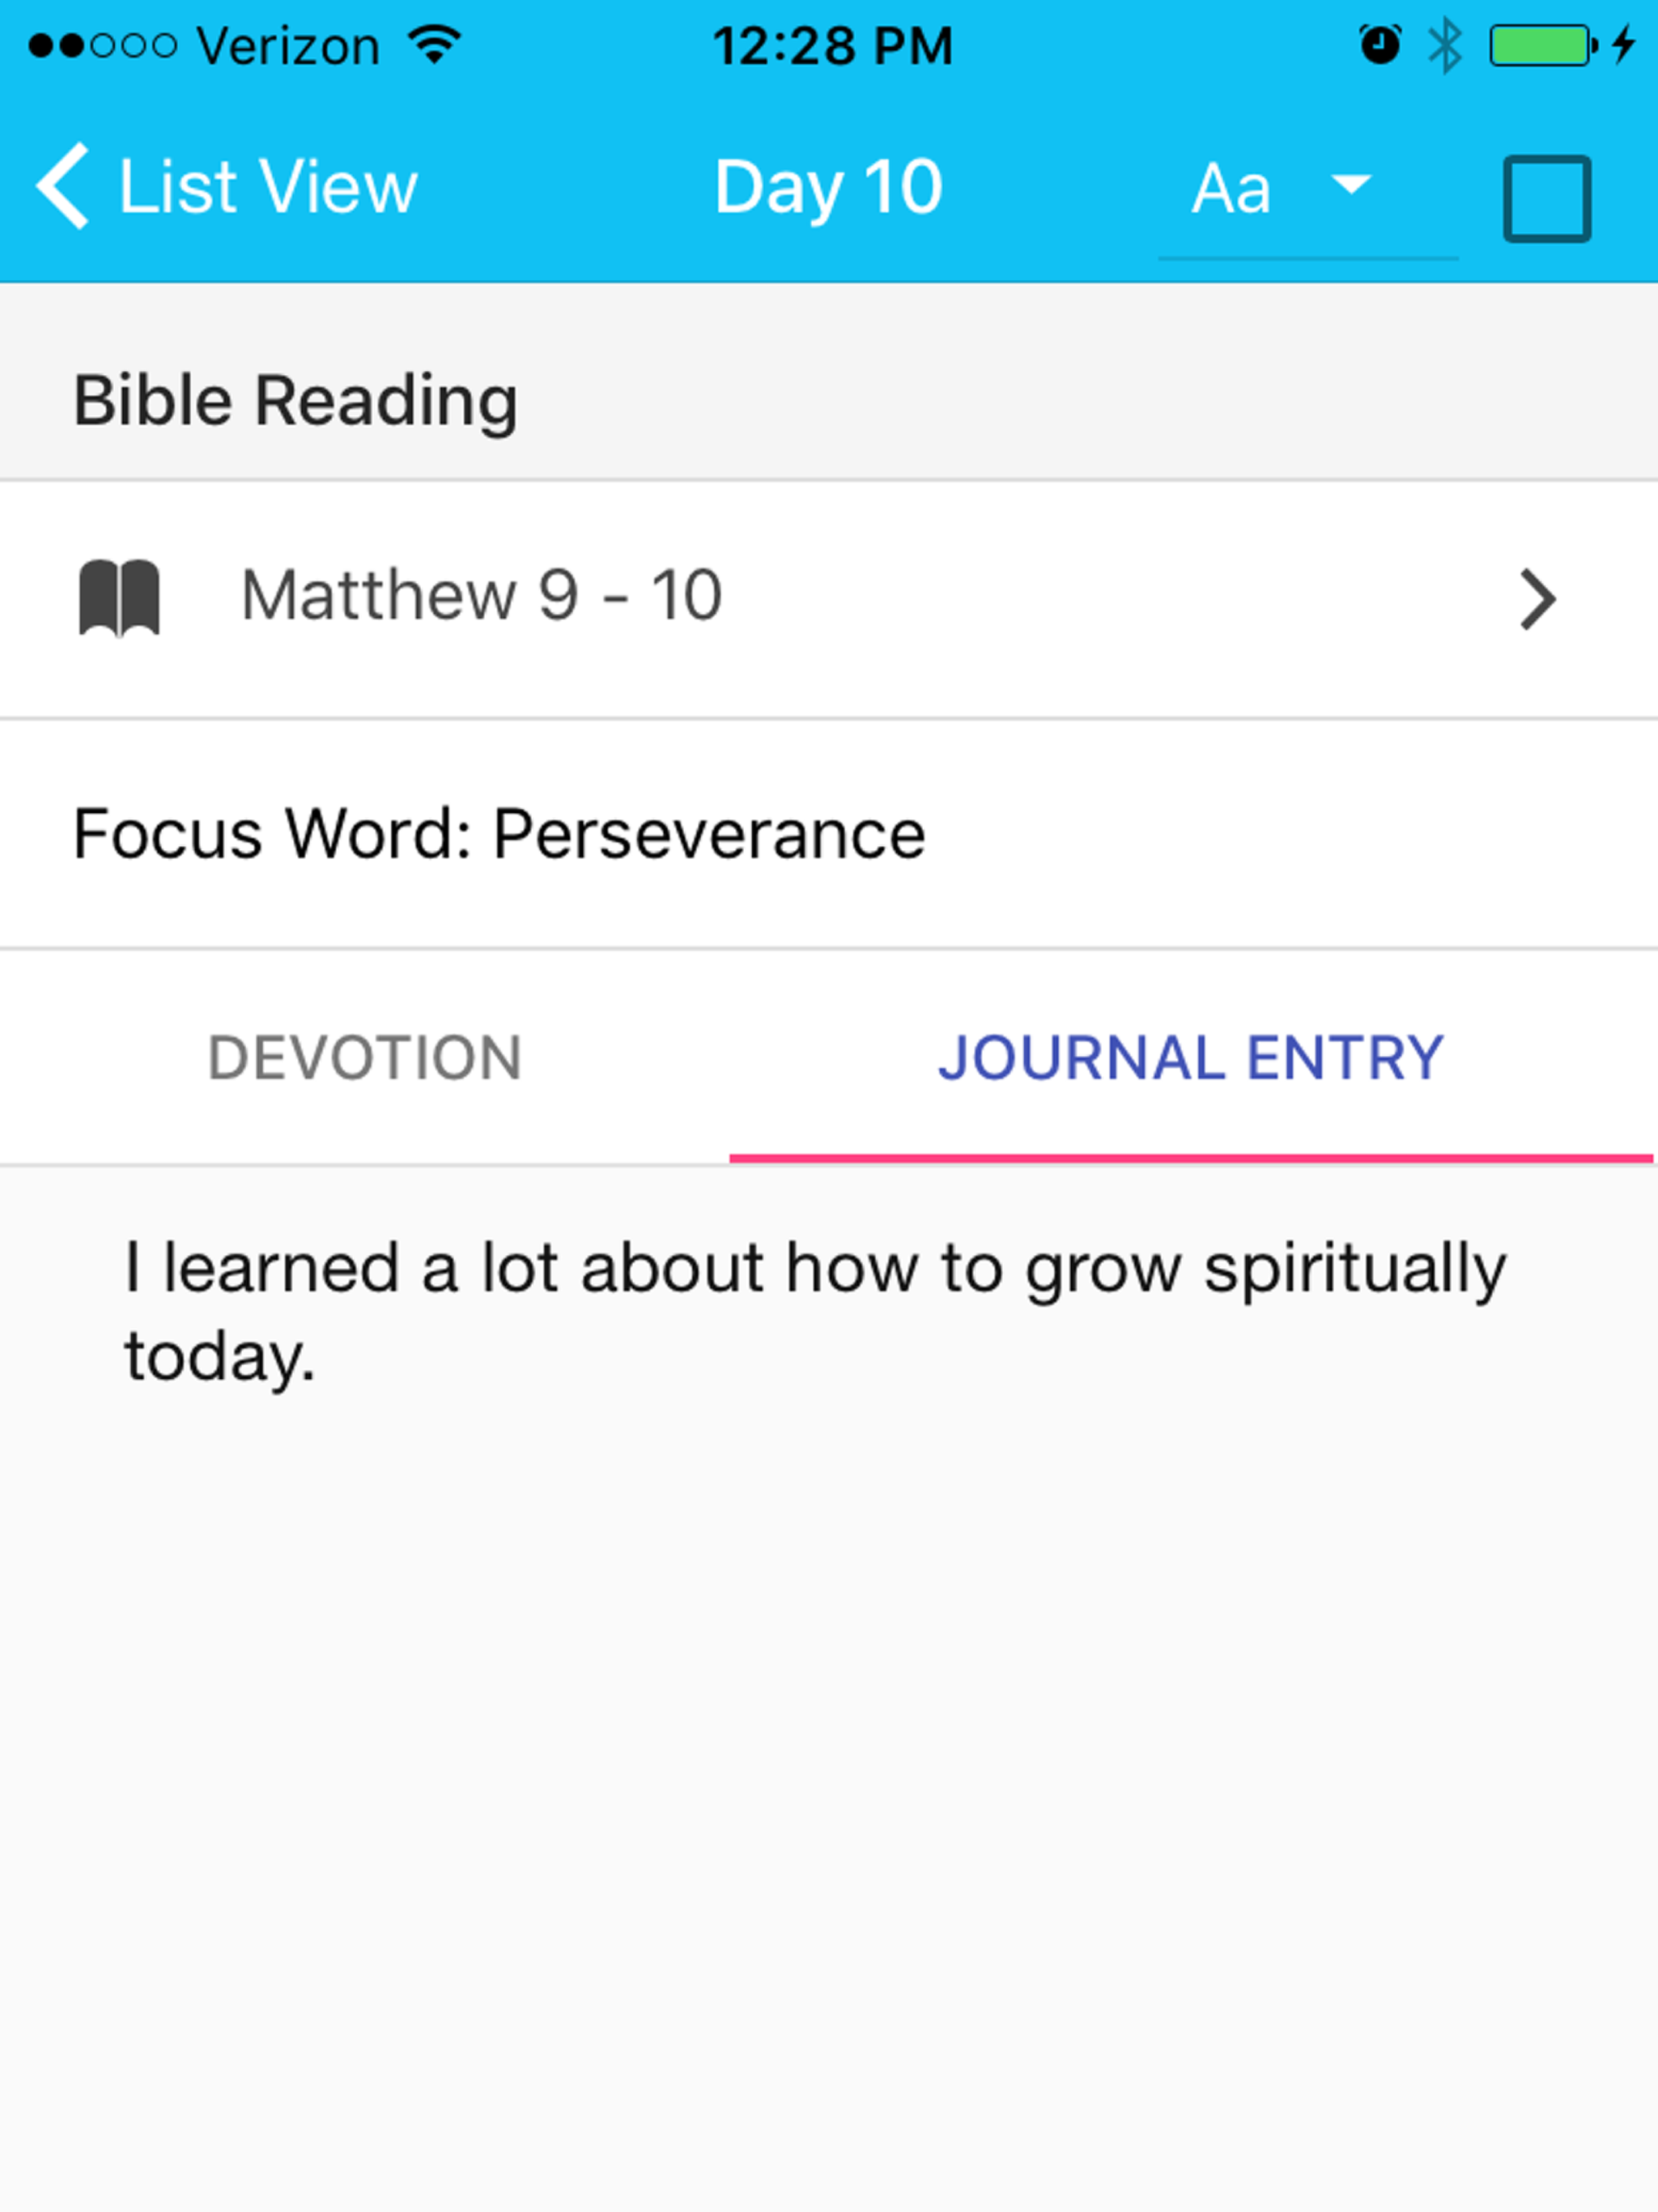 Verizon 12:28 PM
List View Day 10 Aa
Bible Reading
Matthew 9 - 10
Focus Word: Perseverance
DEVOTION JOURNAL ENTRY
I learned a lot about how to grow spiritually
today.